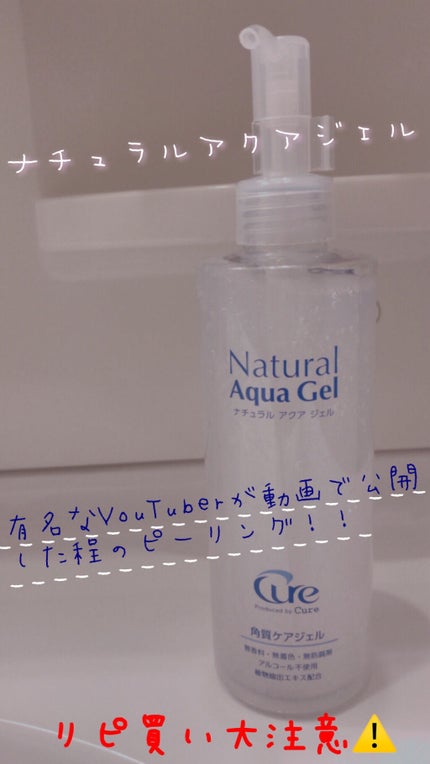 ナチュラルアクアジェル
Natural
Aqua Gel
ナチュラル アクア ジェル
有名なYouTuberが動画で公開
した程のピーリング!!
Cure
Produced by Cure
角質ケアジェル
無香料・無着色・無防腐剤
アルコール不使用
植物抽出エキス配合
リピ買い大注意⚠️